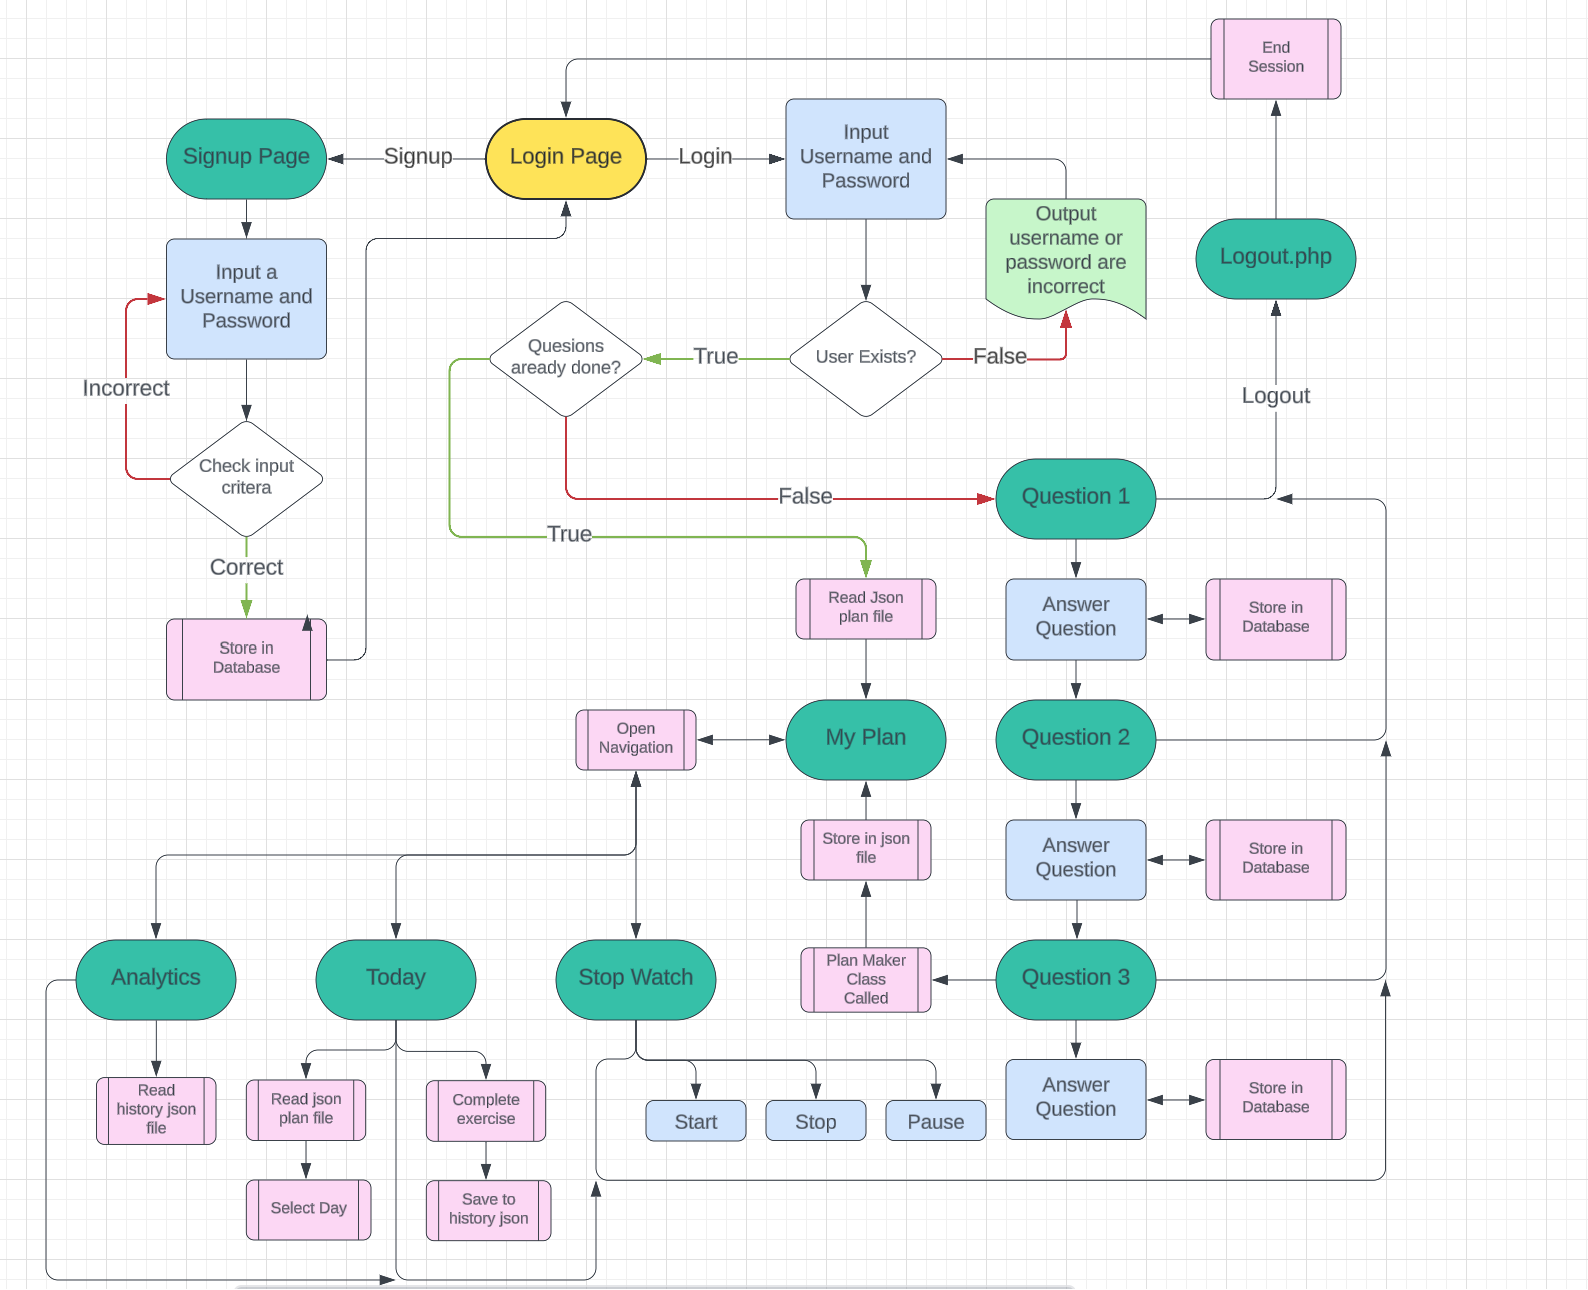 End
Session
Signup Page
Signup
Login Page
Login
Input
Username and
Password
Output
username or
password are
incorrect
Logout.php
Input a
Username and
Password
Quesions
aready done?
True
User Exists?
False
Incorrect
Logout
Check input
critera
False
Question 1
True
Correct
Read Json
plan file
Answer
Question
Store in
Database
Store in
Database
Open
Navigation
My Plan
Question 2
Store in json
file
Answer
Question
Store in
Database
Analytics
Today
Stop Watch
Plan Maker
Class
Called
Question 3
Read
history json
file
Read json
plan file
Complete
exercise
Start
Stop
Pause
Answer
Question
Store in
Database
Select Day
Save to
history json